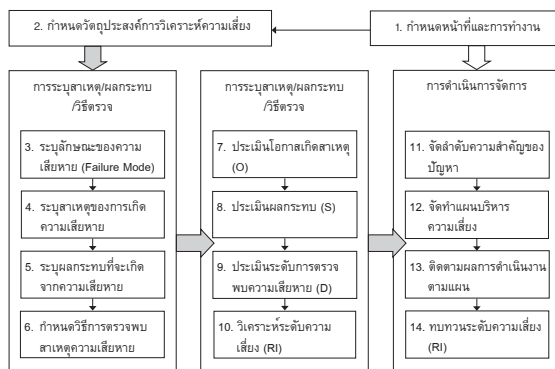 2. กำหนดวัตถุประสงค์การวิเคราะห์ความเสี่ยง
1. กำหนดหน้าที่และการทำงาน
การระบุสาเหตุ/ผลกระทบ
/วิธีตรวจ
3. ระบุลักษณะของความ
เสียหาย (Failure Mode)
4. ระบุสาเหตุของการเกิด
ความเสียหาย
5. ระบุผลกระทบที่จะเกิด
จากความเสียหาย
6. กำหนดวิธีการตรวจพบ
สาเหตุความเสียหาย
การระบุสาเหตุ/ผลกระทบ
/วิธีตรวจ
7. ประเมินโอกาสเกิดสาเหตุ
(O)
8. ประเมินผลกระทบ (S)
9. ประเมินระดับการตรวจ
พบความเสียหาย (D)
10. วิเคราะห์ระดับความ
เสี่ยง (RI)
การดำเนินการจัดการ
11. จัดลำดับความสำคัญของ
ปัญหา
12. จัดทำแผนบริหาร
ความเสี่ยง
13. ติดตามผลการดำเนินงาน
ตามแผน
14. ทบทวนระดับความเสี่ยง
(RI)